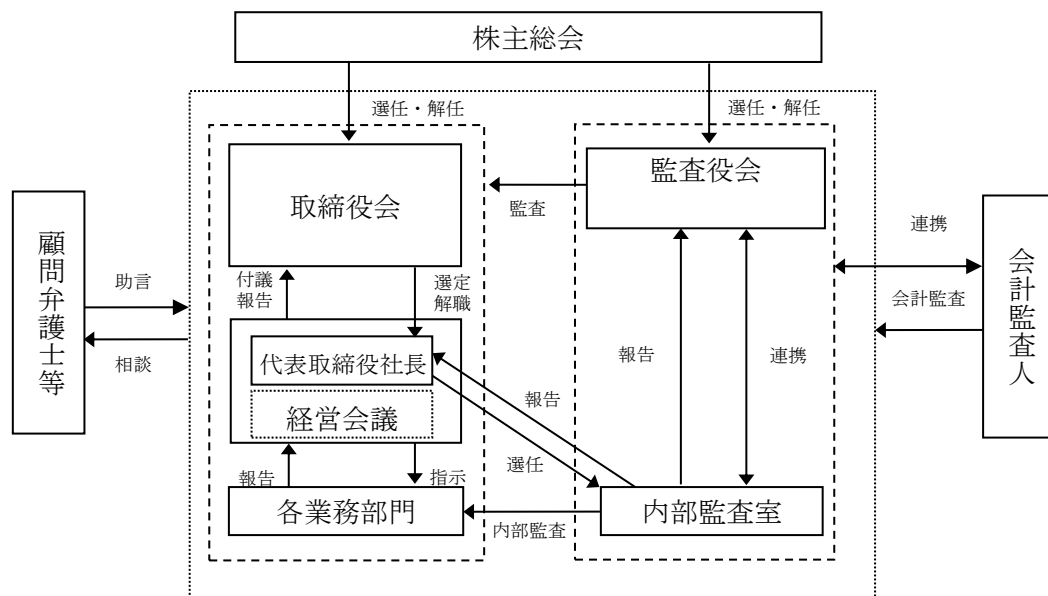 株主総会
選任・解任
選任・解任
取締役会
監査役会
監査
顧問弁護士等
助言
相談
連携
会計監査
会計監査人
付議
報告
選定
解職
代表取締役社長
経営会議
報告
連携
報告
選任
報告
指示
各業務部門
内部監査
内部監査室